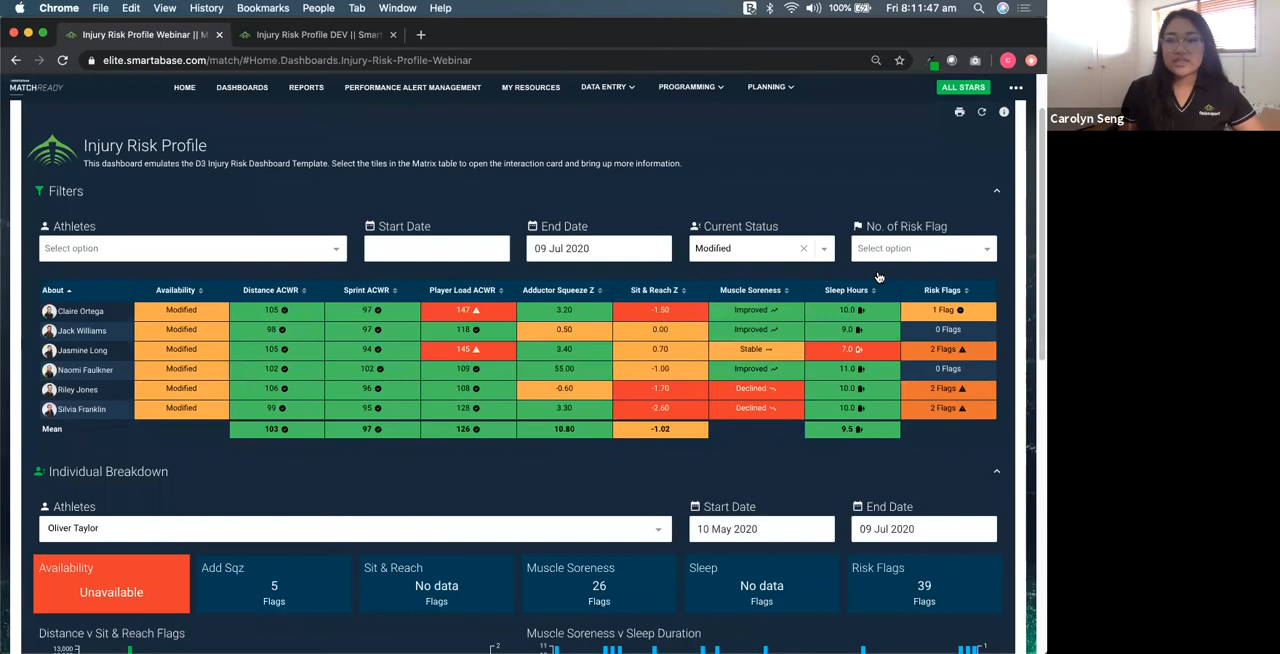 Chrome File Edit View History Bookmarks People Tab Window Help 100% Fri 8:11:47 am
Injury Risk Profile Webinar || M × Injury Risk Profile DEV || Smart × +
elite.smartabase.com/match/#Home.Dashboards.Injury-Risk-Profile-Webinar C
MATCHREADY HOME DASHBOARDS REPORTS PERFORMANCE ALERT MANAGEMENT MY RESOURCES DATA ENTRY PROGRAMMING PLANNING ALL STARS
Carolyn Seng
Injury Risk Profile
This dashboard emulates the D3 Injury Risk Dashboard Template. Select the tiles in the Matrix table to open the interaction card and bring up more information.
Filters
Athletes Start Date End Date Current Status No. of Risk Flag
Select option 09 Jul 2020 Modified × Select option
About Availability Distance ACWR Sprint ACWR Player Load ACWR Adductor Squeeze Z Sit & Reach Z Muscle Soreness Sleep Hours Risk Flags
Claire Ortega Modified 105 97 147 3.20 -1.50 Improved 10.0 1 Flag
Jack Williams Modified 98 97 118 0.50 0.00 Improved 9.0 0 Flags
Jasmine Long Modified 105 94 145 3.40 0.70 Stable 7.0 2 Flags
Naomi Faulkner Modified 102 102 109 55.00 -1.00 Improved 11.0 0 Flags
Riley Jones Modified 106 96 108 -0.60 -1.70 Declined 10.0 2 Flags
Silvia Franklin Modified 99 95 128 3.30 -2.60 Declined 10.0 2 Flags
Mean 103 97 126 10.80 -1.02 9.5
Individual Breakdown
Athletes Start Date End Date
Oliver Taylor 10 May 2020 09 Jul 2020
Availability Add Sqz Sit & Reach Muscle Soreness Sleep Risk Flags
Unavailable 5 No data 26 No data 39
Flags Flags Flags Flags Flags
Distance v Sit & Reach Flags Muscle Soreness v Sleep Duration
13,000 2 11 1